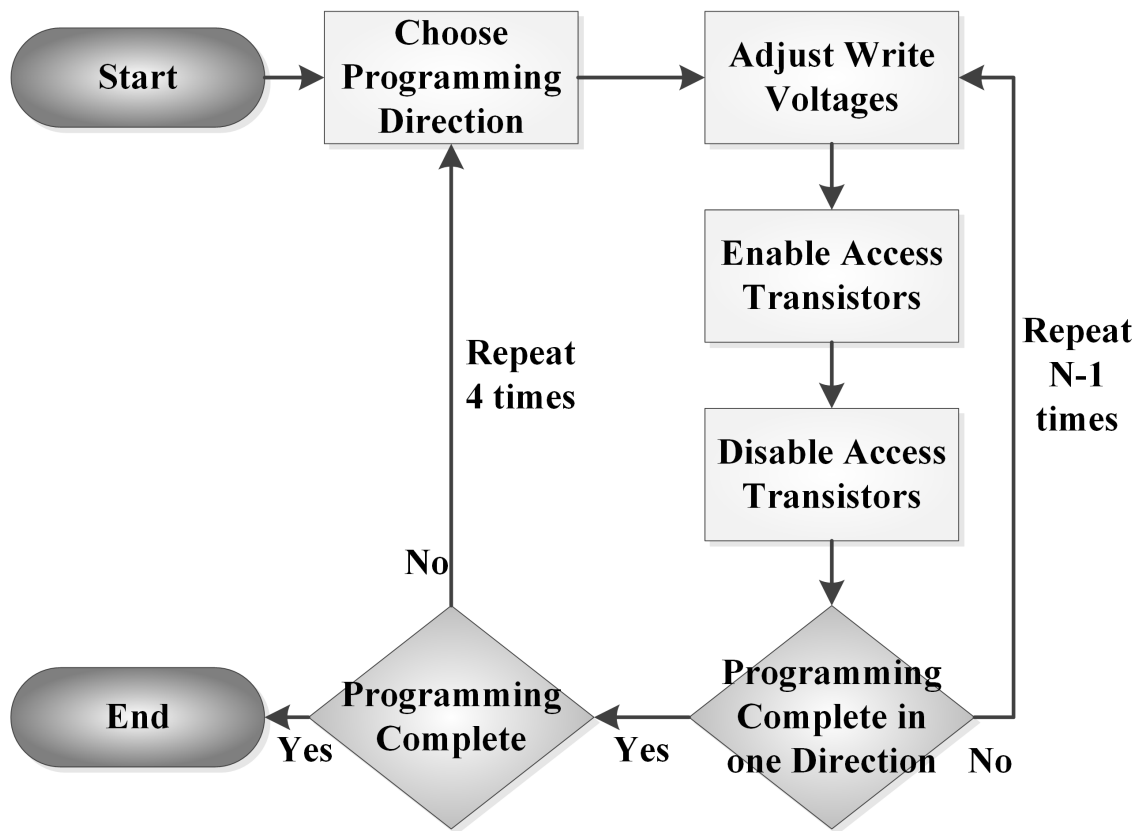 Start
Choose
Programming
Direction
Adjust Write
Voltages
Enable Access
Transistors
Repeat
N-1
times
Repeat
4 times
Disable Access
Transistors
No
Programming
Complete in
one Direction
No
Yes
Programming
Complete
Yes
End